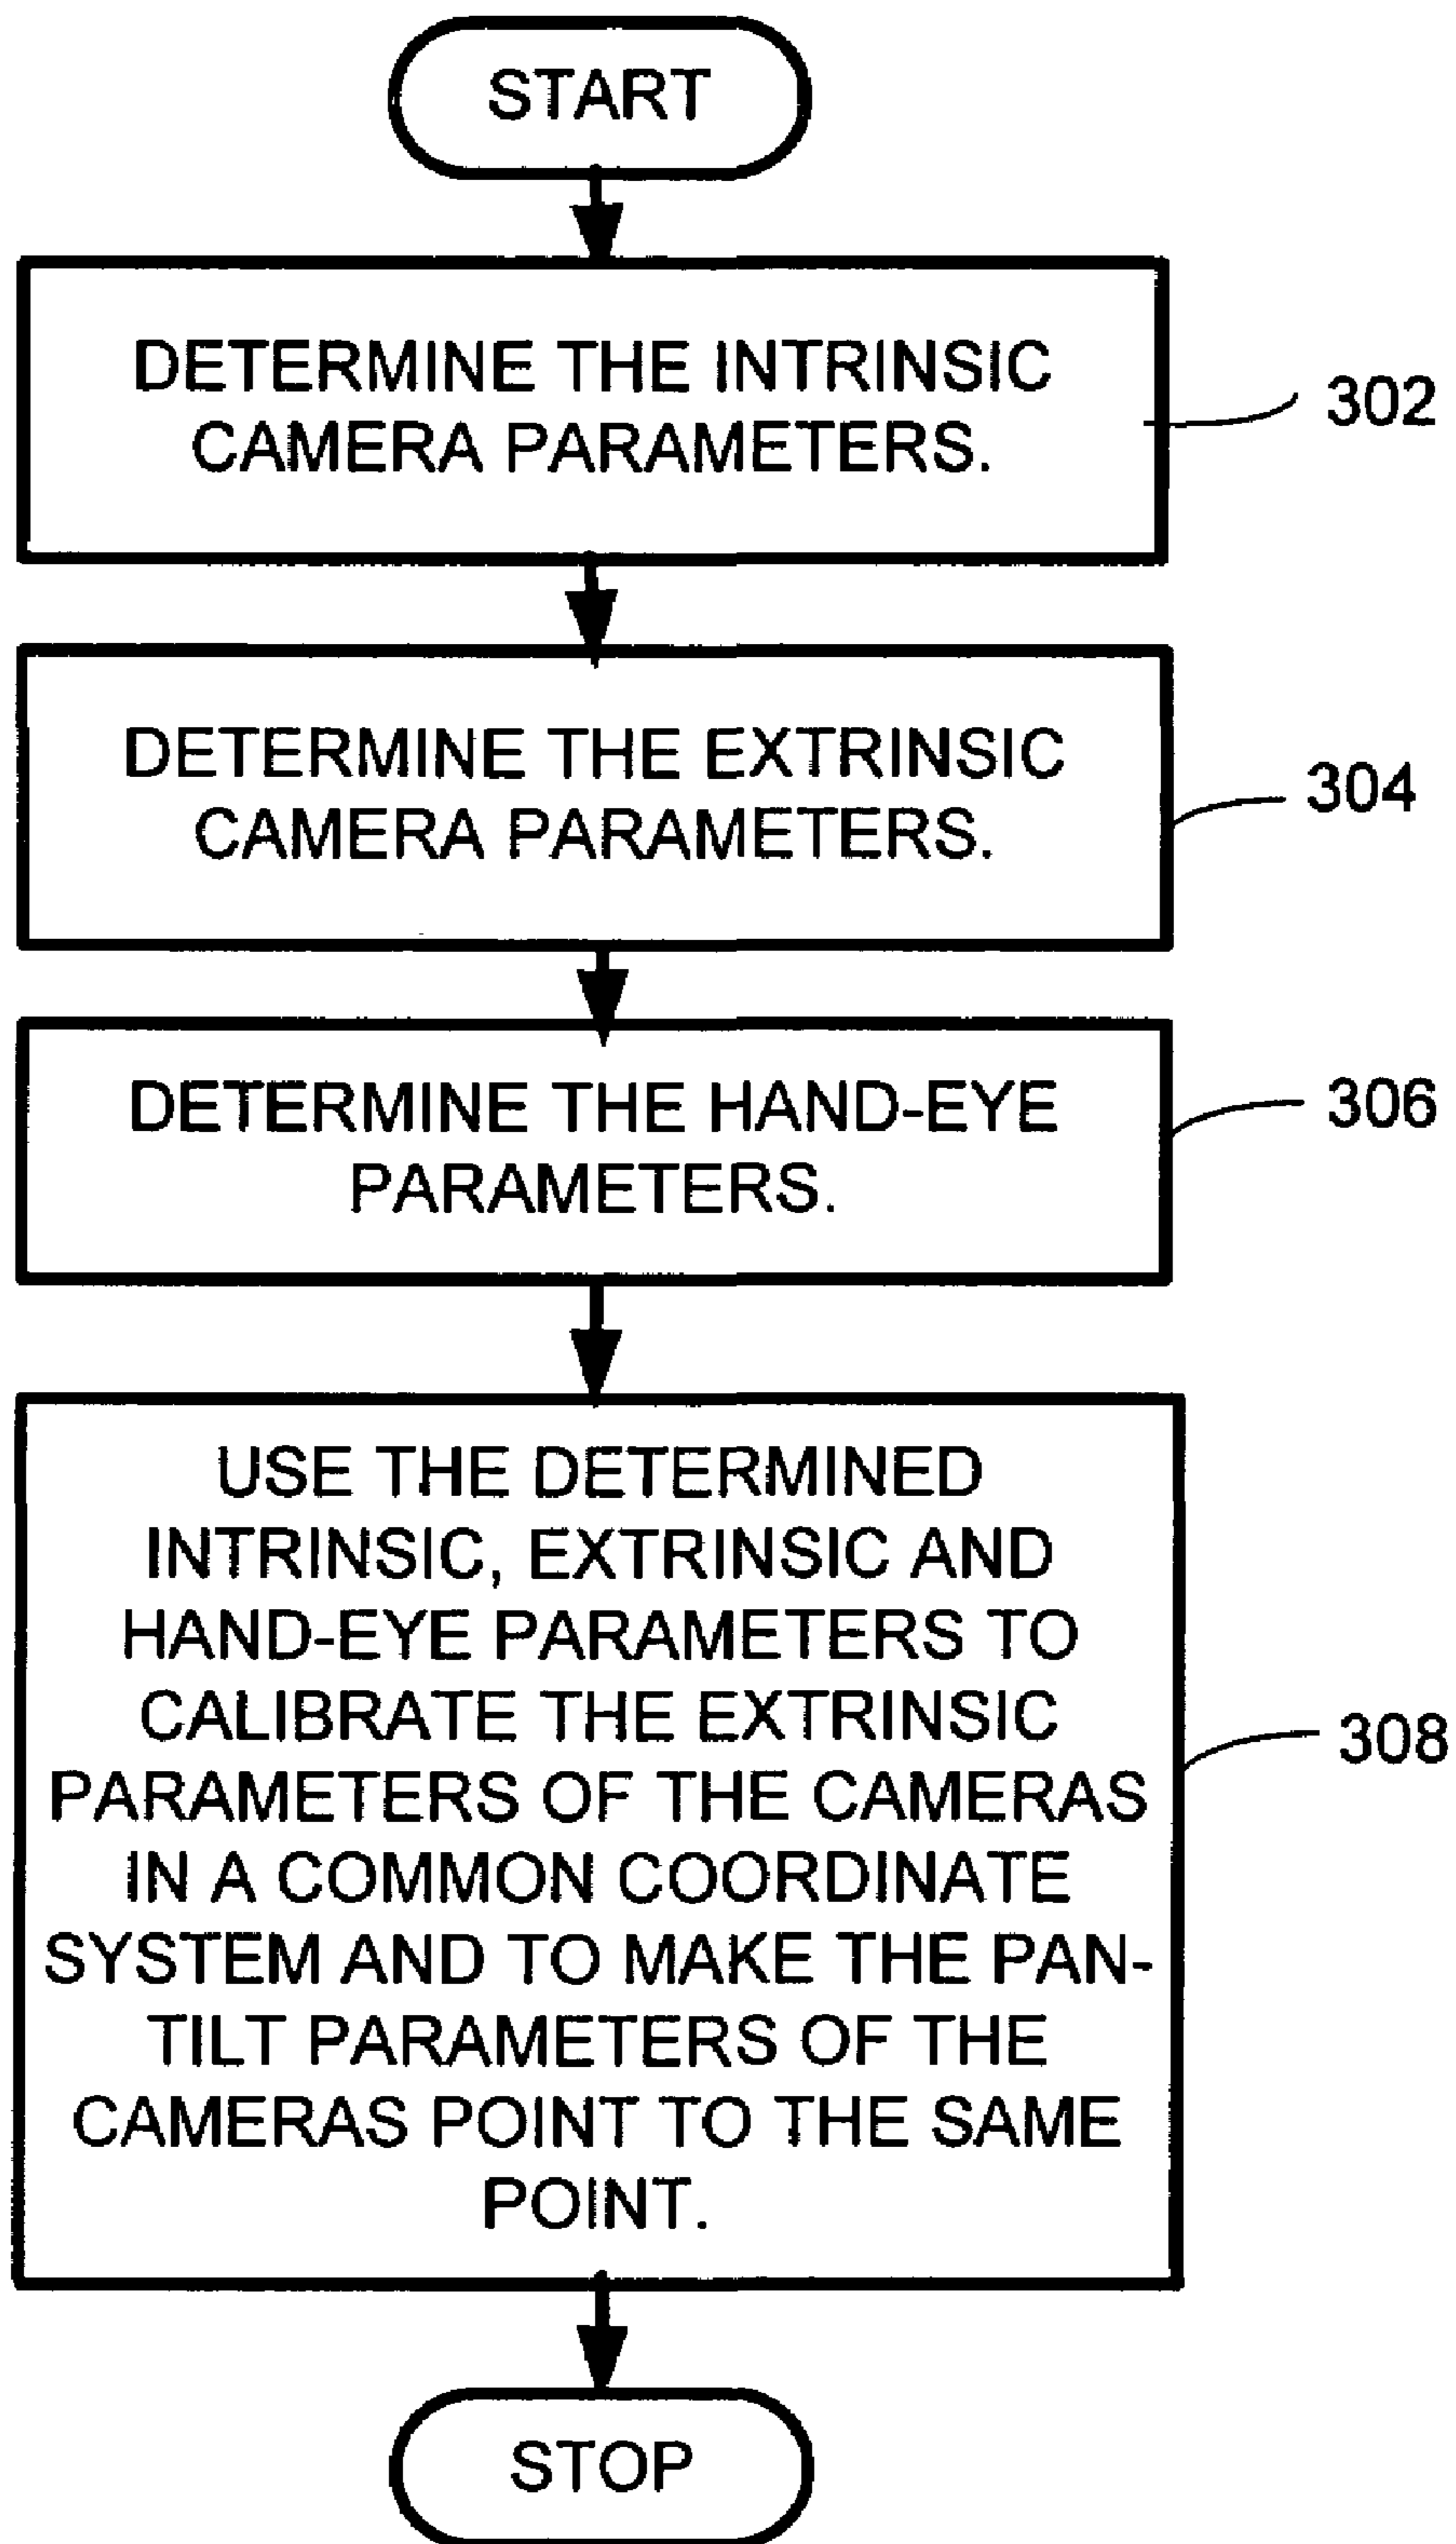 START
DETERMINE THE INTRINSIC
CAMERA PARAMETERS.
302
DETERMINE THE EXTRINSIC
CAMERA PARAMETERS.
304
DETERMINE THE HAND-EYE
PARAMETERS.
306
USE THE DETERMINED
INTRINSIC, EXTRINSIC AND
HAND-EYE PARAMETERS TO
CALIBRATE THE EXTRINSIC
PARAMETERS OF THE CAMERAS
IN A COMMON COORDINATE
SYSTEM AND TO MAKE THE PAN-
TILT PARAMETERS OF THE
CAMERAS POINT TO THE SAME
POINT.
308
STOP